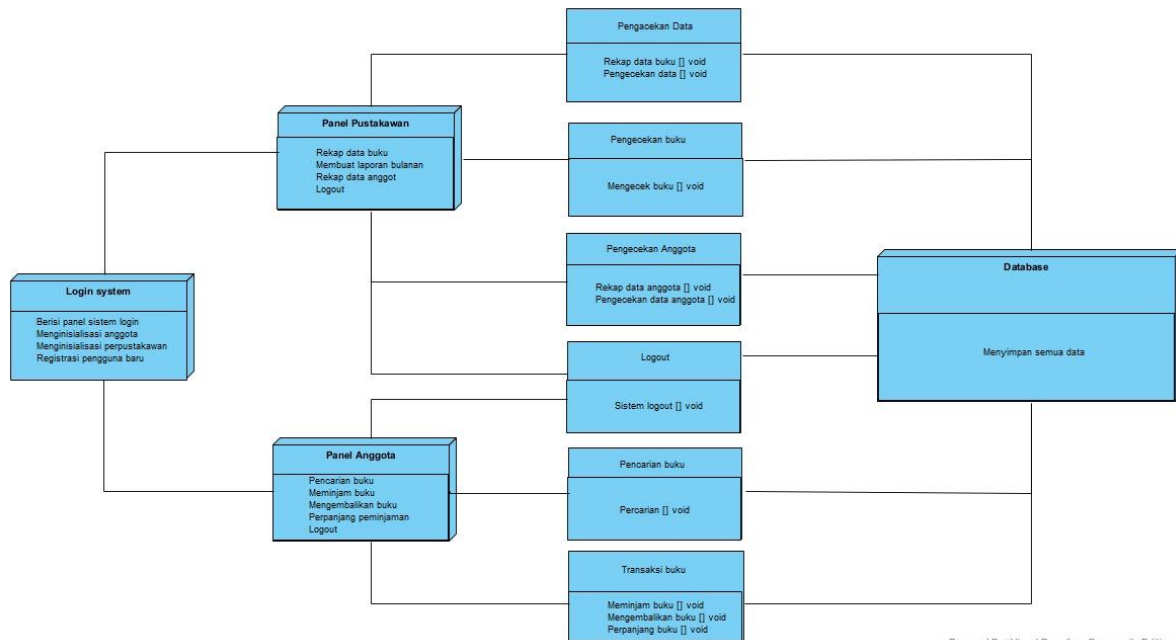 Pengacekan Data
Rekap data buku [] void
Pengecekan data [] void
Panel Pustakawan
Rekap data buku
Membuat laporan bulanan
Rekap data anggot
Logout
Pengecekan buku
Mengecek buku [] void
Pengecekan Anggota
Rekap data anggota [] void
Pengecekan data anggota [] void
Database
Menyimpan semua data
Login system
Berisi panel sistem login
Menginisialisasi anggota
Menginisialisasi perpustakawan
Registrasi pengguna baru
Logout
Sistem logout [] void
Panel Anggota
Pencarian buku
Meminjam buku
Mengembalikan buku
Perpanjang peminjaman
Logout
Pencarian buku
Percarian [] void
Transaksi buku
Meminjam buku [] void
Mengembalikan buku [] void
Perpanjang buku [] void